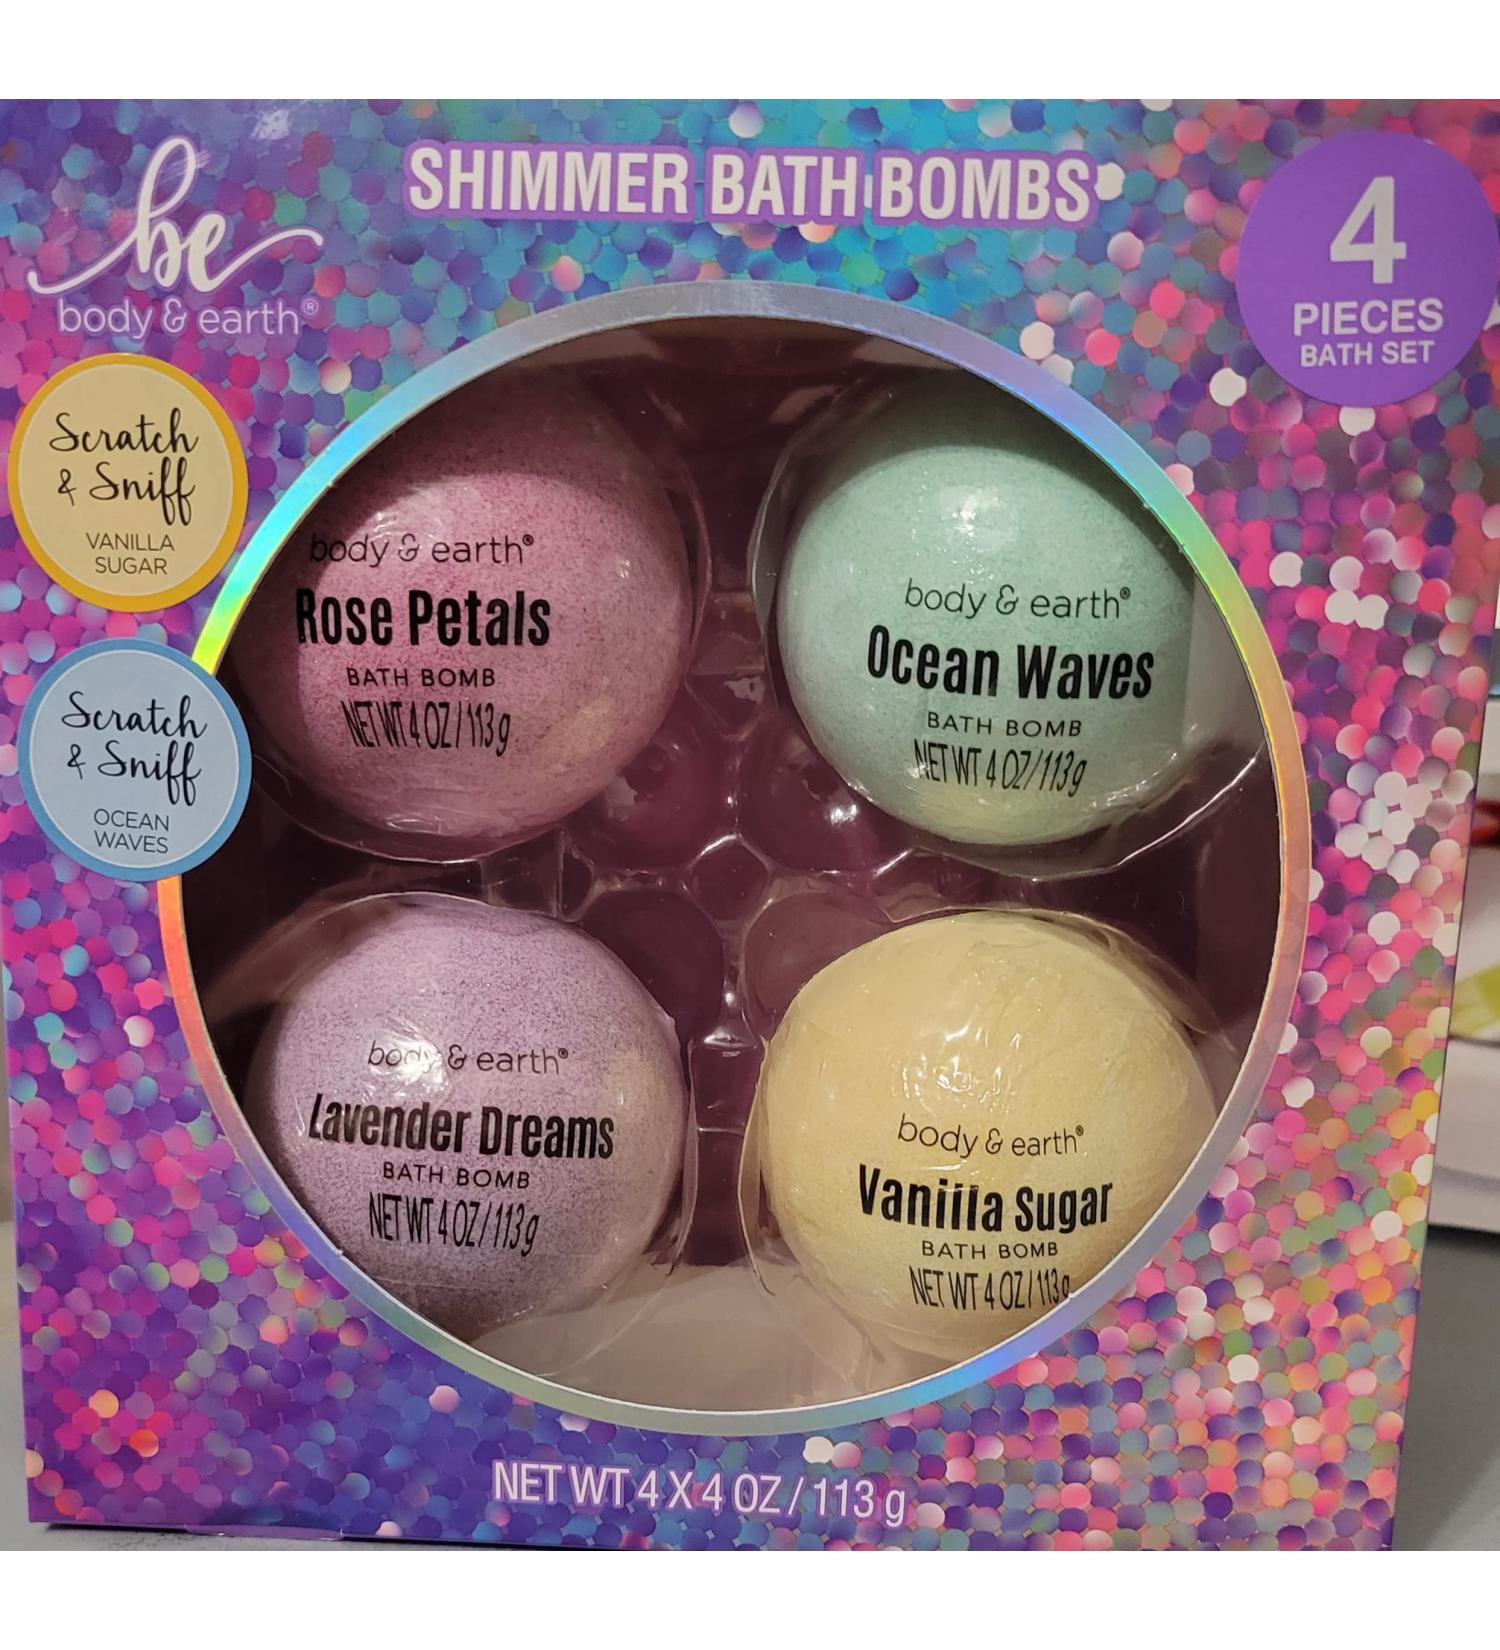 be
body & earth®
SHIMMER BATH BOMBS
4
PIECES
BATH SET
Scratch
& Sniff
VANILLA
SUGAR
Scratch
& Sniff
OCEAN
WAVES
body & earth®
Rose Petals
BATH BOMB
NET WT 4 OZ/113g
body & earth®
Ocean Waves
BATH BOMB
NET WT 4 OZ/113g
body & earth®
Lavender Dreams
BATH BOMB
NET WT 4 OZ/113g
body & earth®
Vanilla Sugar
BATH BOMB
NET WT 4 OZ/113g
NET WT 4 X 4 OZ / 113 g